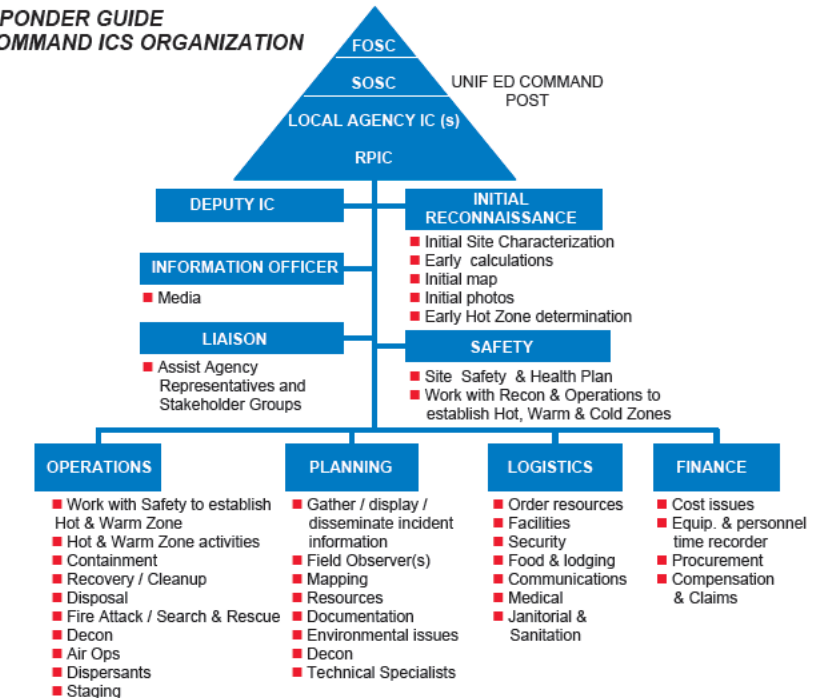 PONDER GUIDE
OMMAND ICS ORGANIZATION
FOSC
SOSC
LOCAL AGENCY IC (s)
RPIC
UNIF ED COMMAND
POST
DEPUTY IC
INITIAL
RECONNAISSANCE
■ Initial Site Characterization
■ Early calculations
■ Initial map
■ Initial photos
■ Early Hot Zone determination
INFORMATION OFFICER
■ Media
LIAISON
■ Assist Agency
Representatives and
Stakeholder Groups
SAFETY
■ Site Safety & Health Plan
■ Work with Recon & Operations to
establish Hot, Warm & Cold Zones
OPERATIONS
■ Work with Safety to establish
Hot & Warm Zone
■ Hot & Warm Zone activities
■ Containment
■ Recovery / Cleanup
■ Disposal
■ Fire Attack / Search & Rescue
■ Decon
■ Air Ops
■ Dispersants
■ Staging
PLANNING
■ Gather / display /
disseminate incident
information
■ Field Observer(s)
■ Mapping
■ Resources
■ Documentation
■ Environmental issues
■ Decon
■ Technical Specialists
LOGISTICS
■ Order resources
■ Facilities
■ Security
■ Food & lodging
■ Communications
■ Medical
■ Janitorial &
Sanitation
FINANCE
■ Cost issues
■ Equip. & personnel
time recorder
■ Procurement
■ Compensation
& Claims